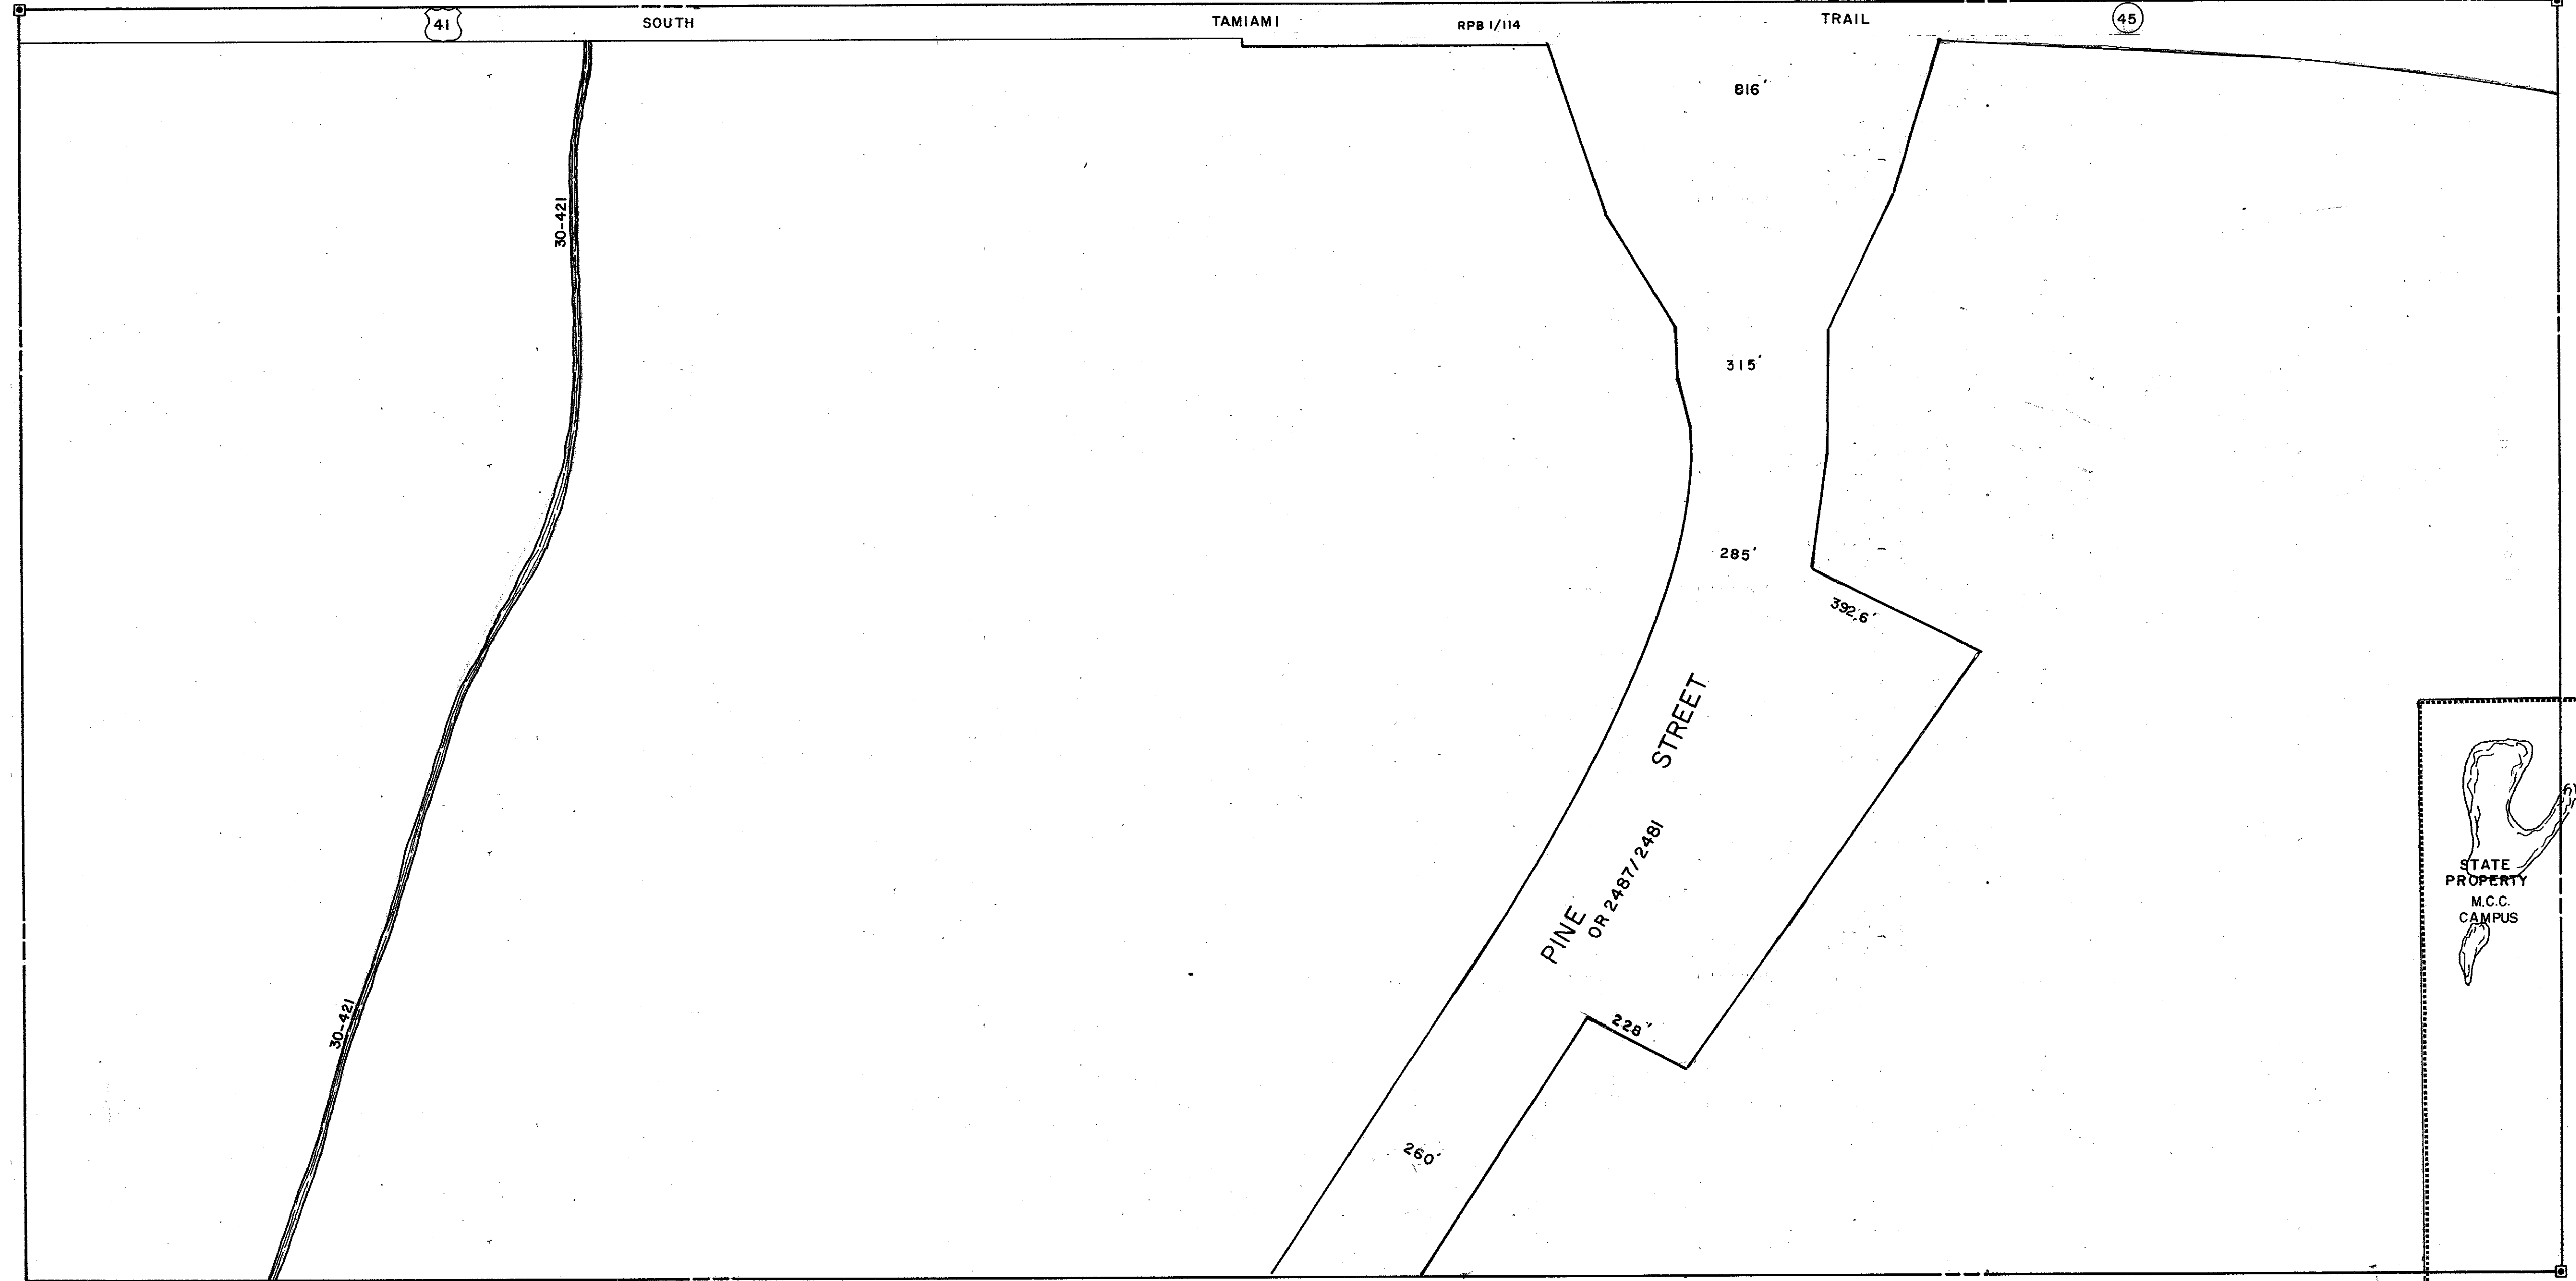 41
SOUTH
TAMIAMI
RPB 1/114
TRAIL
45
816'
30-421
315'
285'
392.6'
PINE STREET
OR 2487/2481
STATE
PROPERTY
M.C.C.
CAMPUS
30-421
228'
260'